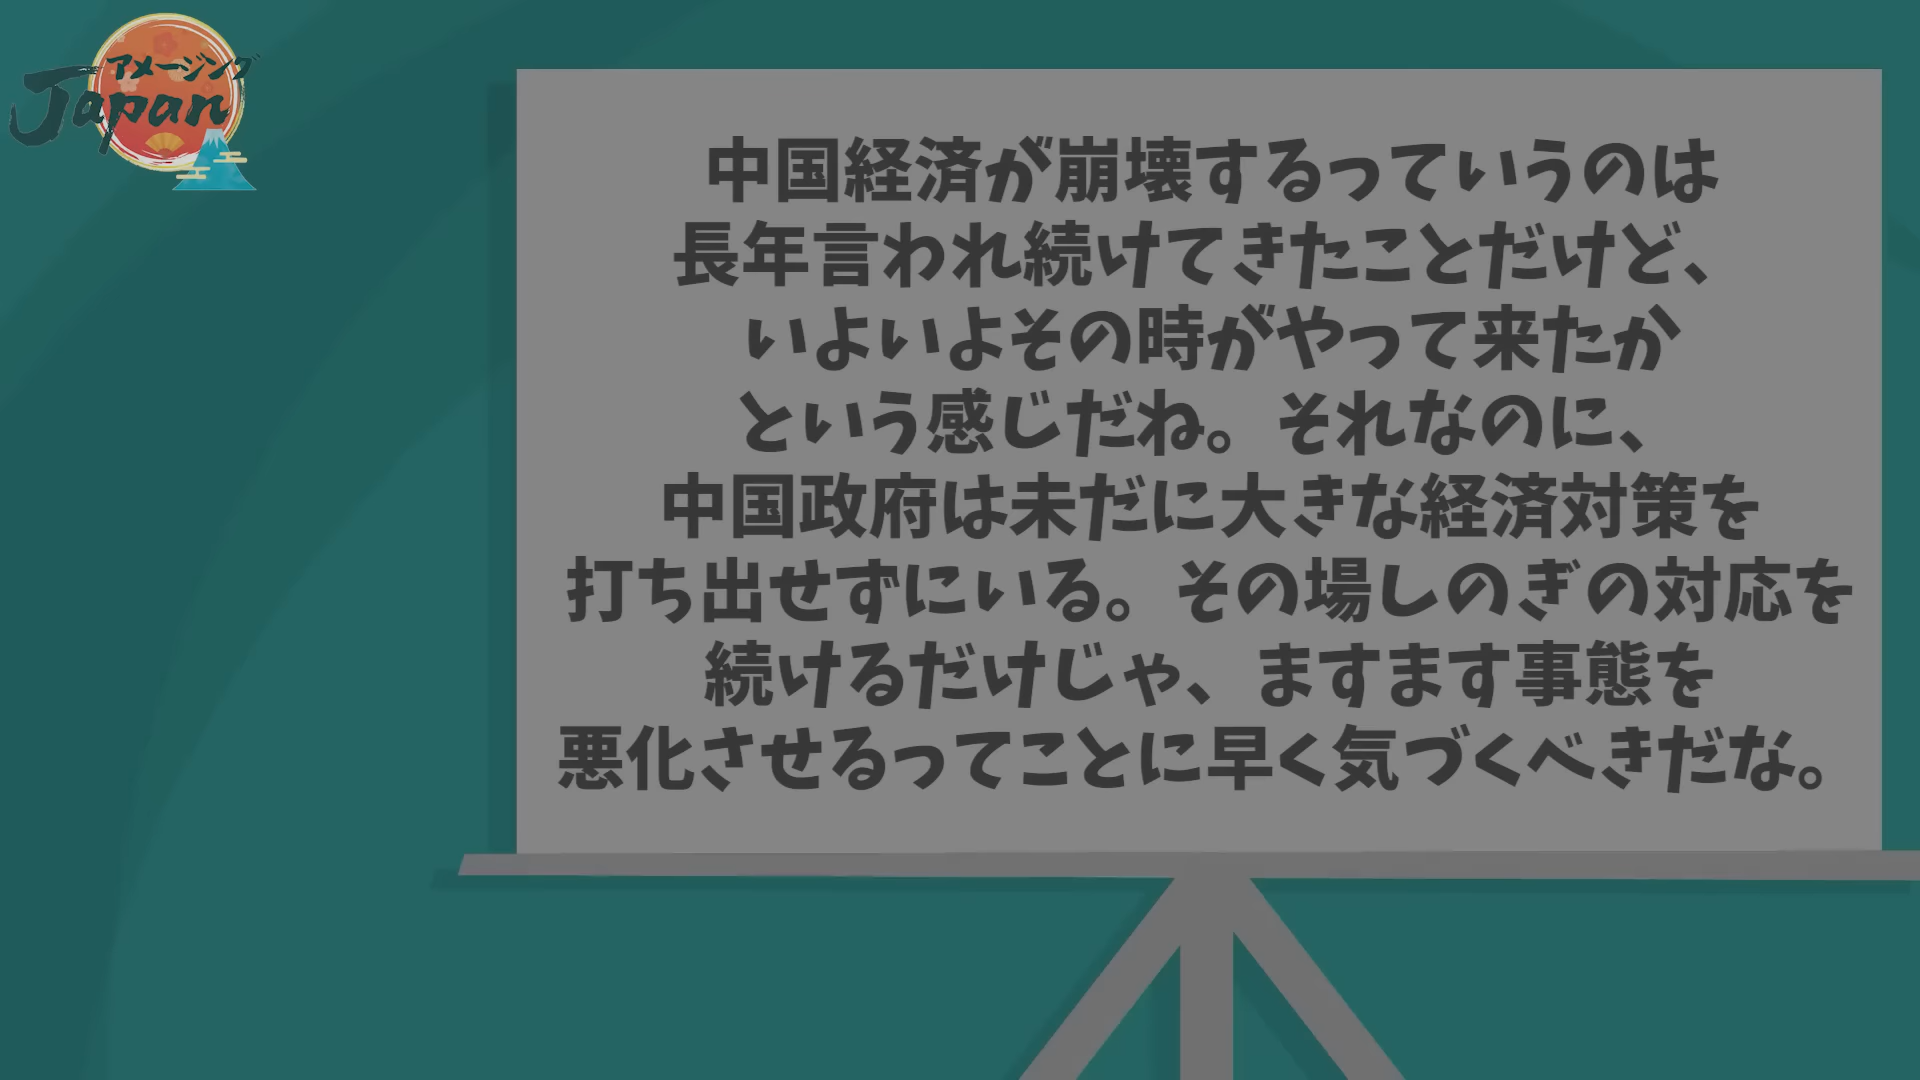 アメージング
Japan
中国経済が崩壊するっていうのは
長年言われ続けてきたことだけど、
いよいよその時がやって来たか
という感じだね。それなのに、
中国政府は未だに大きな経済対策を
打ち出せずにいる。その場しのぎの対応を
続けるだけじゃ、ますます事態を
悪化させるってことに早く気づくべきだな。